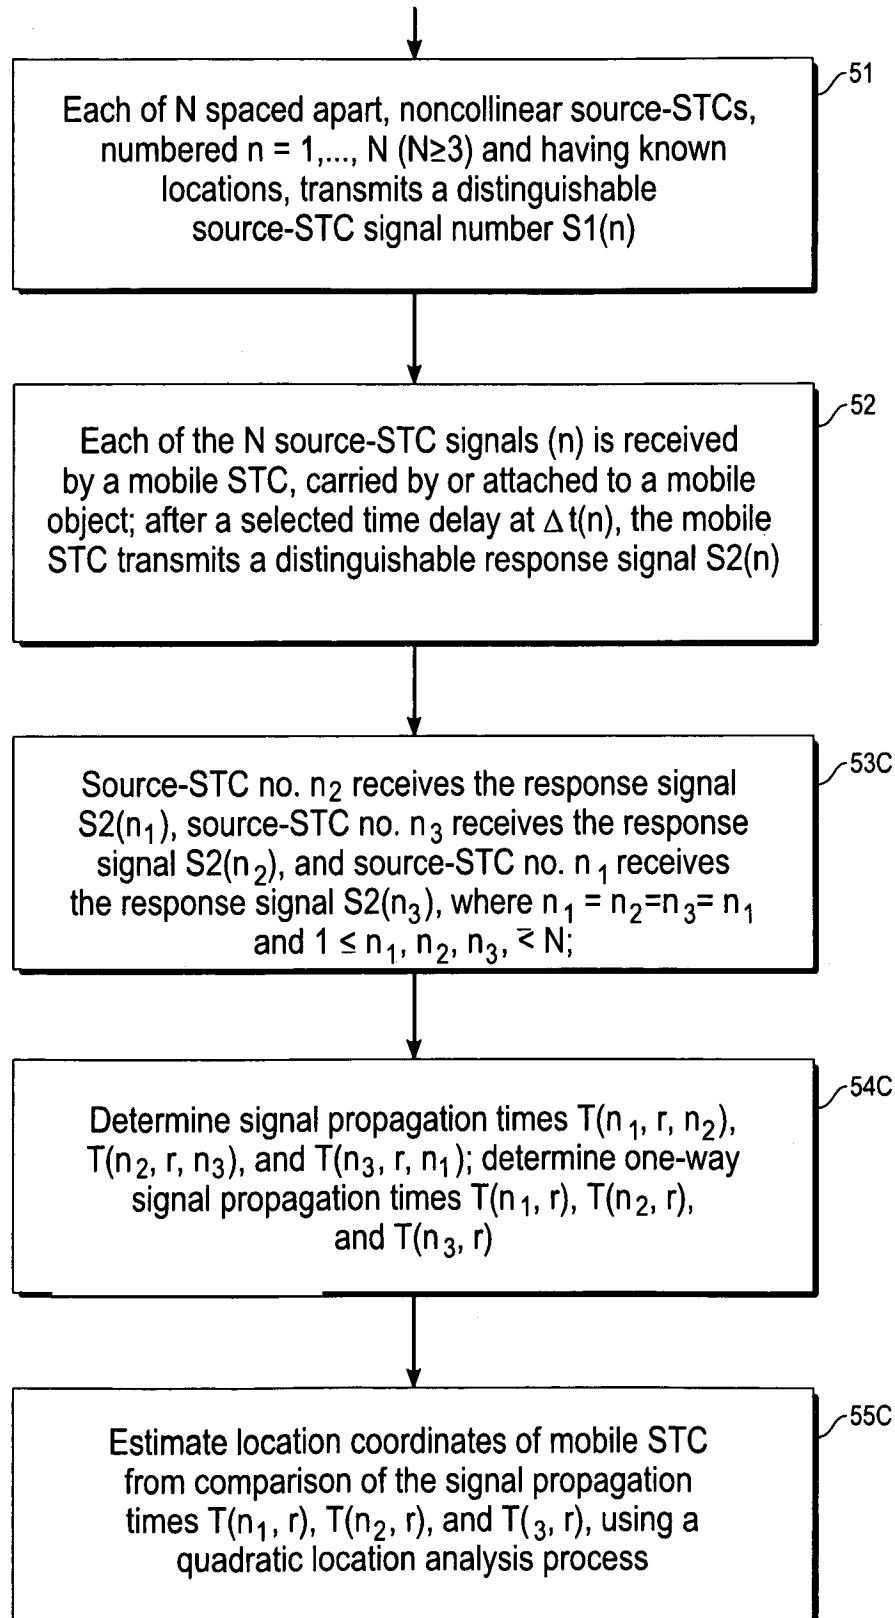 51
Each of N spaced apart, noncollinear source-STCs,
numbered n = 1,..., N (N≥3) and having known
locations, transmits a distinguishable
source-STC signal number S1(n)
52
Each of the N source-STC signals (n) is received
by a mobile STC, carried by or attached to a mobile
object; after a selected time delay at Δt(n), the mobile
STC transmits a distinguishable response signal S2(n)
53C
Source-STC no. n₂ receives the response signal
S2(n₁), source-STC no. n₃ receives the response
signal S2(n₂), and source-STC no. n₁ receives
the response signal S2(n₃), where n₁ = n₂=n₃= n₁
and 1 ≤ n₁, n₂, n₃, ⋜ N;
54C
Determine signal propagation times T(n₁, r, n₂),
T(n₂, r, n₃), and T(n₃, r, n₁); determine one-way
signal propagation times T(n₁, r), T(n₂, r),
and T(n₃, r)
55C
Estimate location coordinates of mobile STC
from comparison of the signal propagation
times T(n₁, r), T(n₂, r), and T(₃, r), using a
quadratic location analysis process